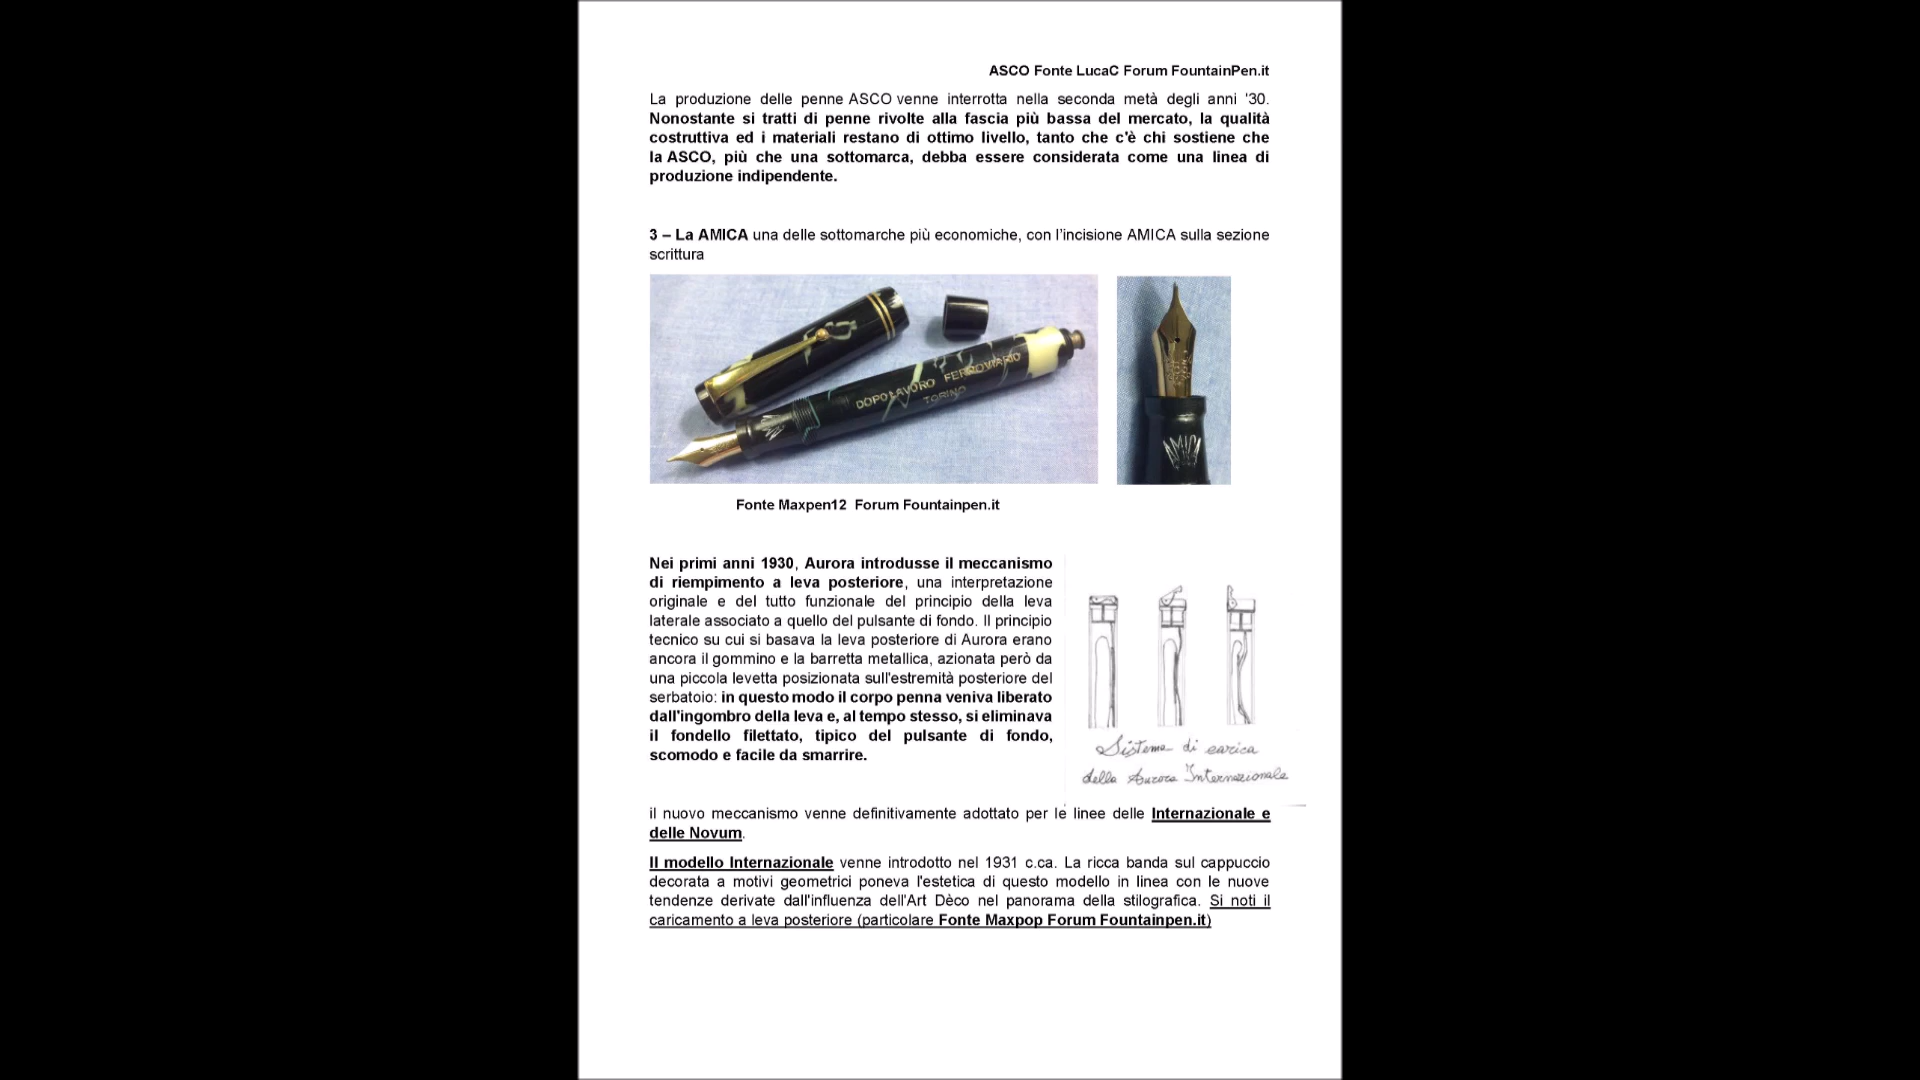 ASCO Fonte LucaC Forum FountainPen.it
La produzione delle penne ASCO venne interrotta nella seconda metà degli anni '30.
Nonostante si tratti di penne rivolte alla fascia più bassa del mercato, la qualità
costruttiva ed i materiali restano di ottimo livello, tanto che c'è chi sostiene che
la ASCO, più che una sottomarca, debba essere considerata come una linea di
produzione indipendente.
3 – La AMICA una delle sottomarche più economiche, con l'incisione AMICA sulla sezione
scrittura
DOPOLAVORO FERROVIARIO
TORINO
AMICA
Fonte Maxpen12 Forum Fountainpen.it
Nei primi anni 1930, Aurora introdusse il meccanismo
di riempimento a leva posteriore, una interpretazione
originale e del tutto funzionale del principio della leva
laterale associato a quello del pulsante di fondo. Il principio
tecnico su cui si basava la leva posteriore di Aurora erano
ancora il gommino e la barretta metallica, azionata però da
una piccola levetta posizionata sull'estremità posteriore del
serbatoio: in questo modo il corpo penna veniva liberato
dall'ingombro della leva e, al tempo stesso, si eliminava
il fondello filettato, tipico del pulsante di fondo,
scomodo e facile da smarrire.
Sistema di carica
della Aurora Internazionale
il nuovo meccanismo venne definitivamente adottato per le linee delle Internazionale e
delle Novum.
Il modello Internazionale venne introdotto nel 1931 c.ca. La ricca banda sul cappuccio
decorata a motivi geometrici poneva l'estetica di questo modello in linea con le nuove
tendenze derivate dall'influenza dell'Art Dèco nel panorama della stilografica. Si noti il
caricamento a leva posteriore (particolare Fonte Maxpop Forum Fountainpen.it)